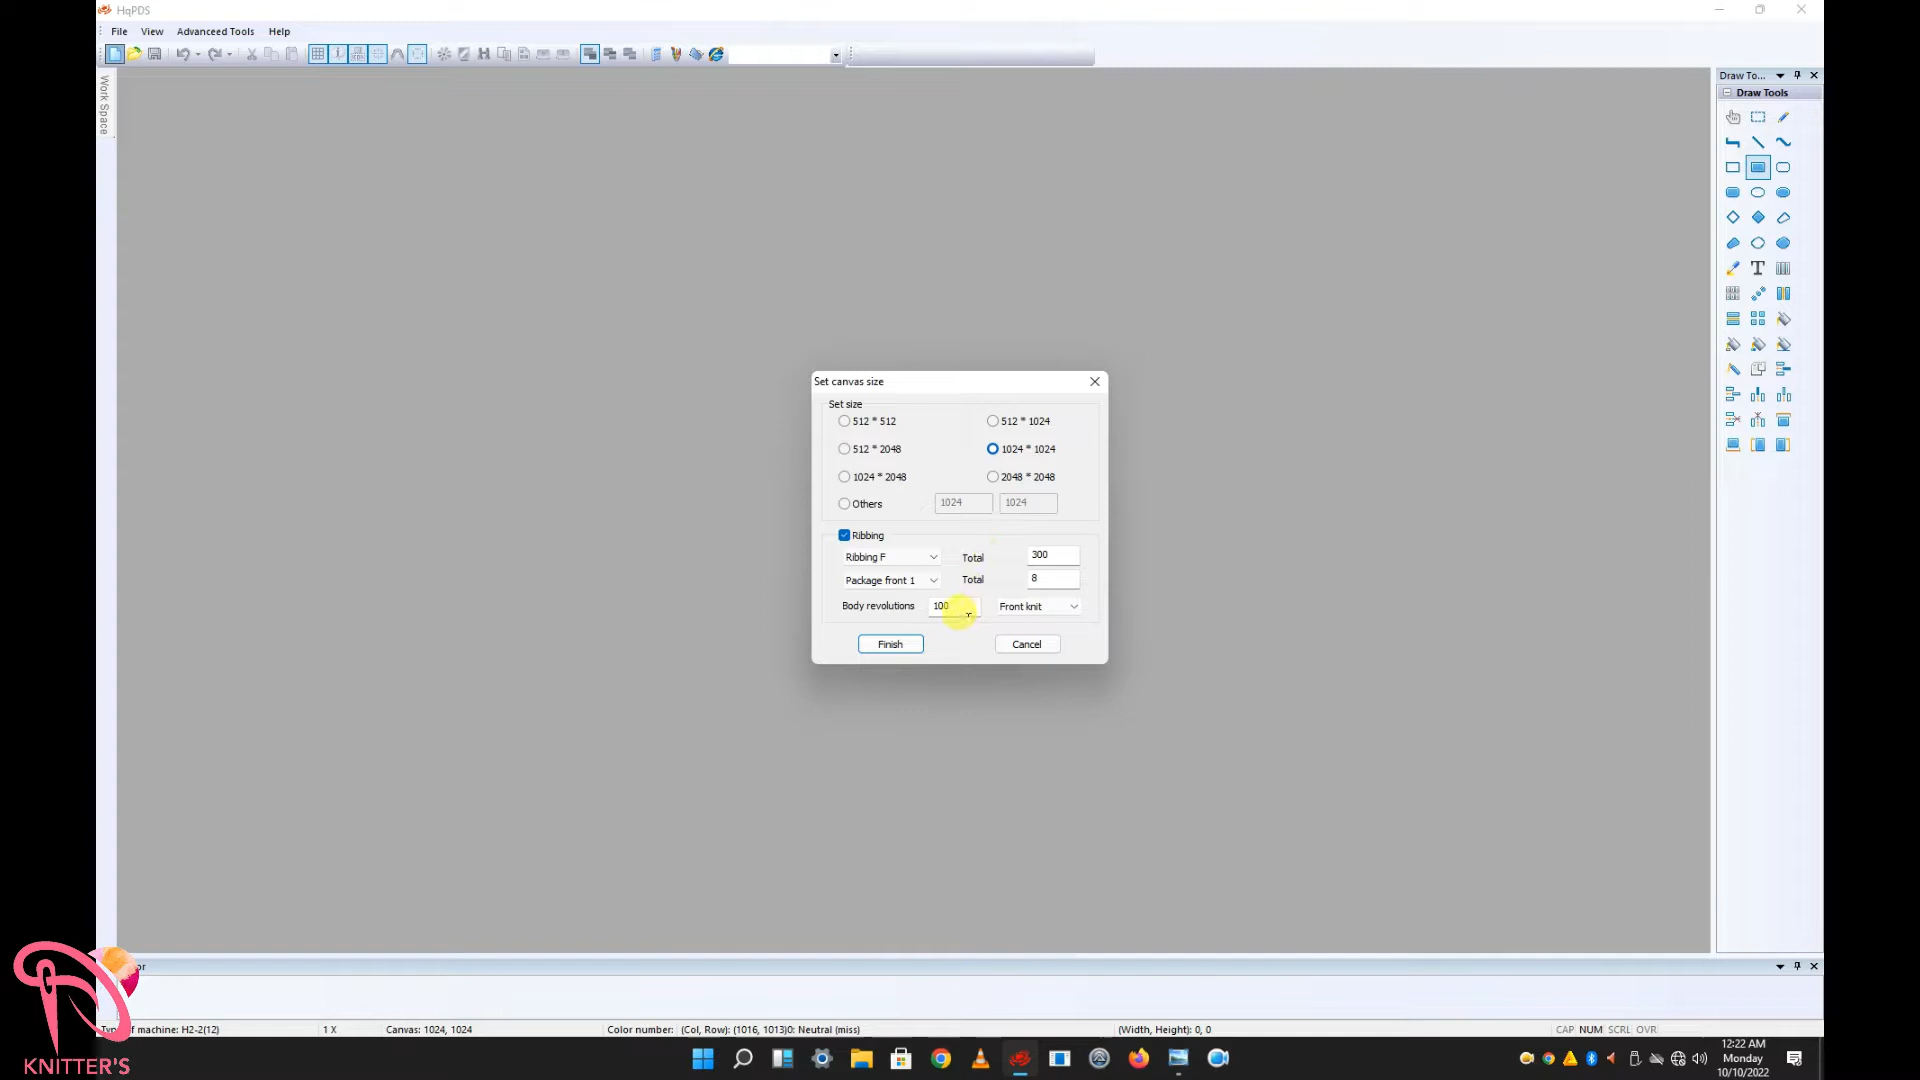 HqPDS
File View Advanceed Tools Help
Work Space
Draw To...
Draw Tools
Set canvas size
Set size
512 * 512 512 * 1024
512 * 2048 1024 * 1024
1024 * 2048 2048 * 2048
Others 1024 1024
Ribbing
Ribbing F Total 300
Package front 1 Total 8
Body revolutions 100 Front knit
Finish Cancel
or
Type of machine: H2-2(12) 1 X Canvas: 1024, 1024 Color number: (Col, Row): (1016, 1013)0: Neutral (miss) (Width, Height): 0, 0 CAP NUM SCRL OVR
KNITTER'S
12:22 AM
Monday
10/10/2022